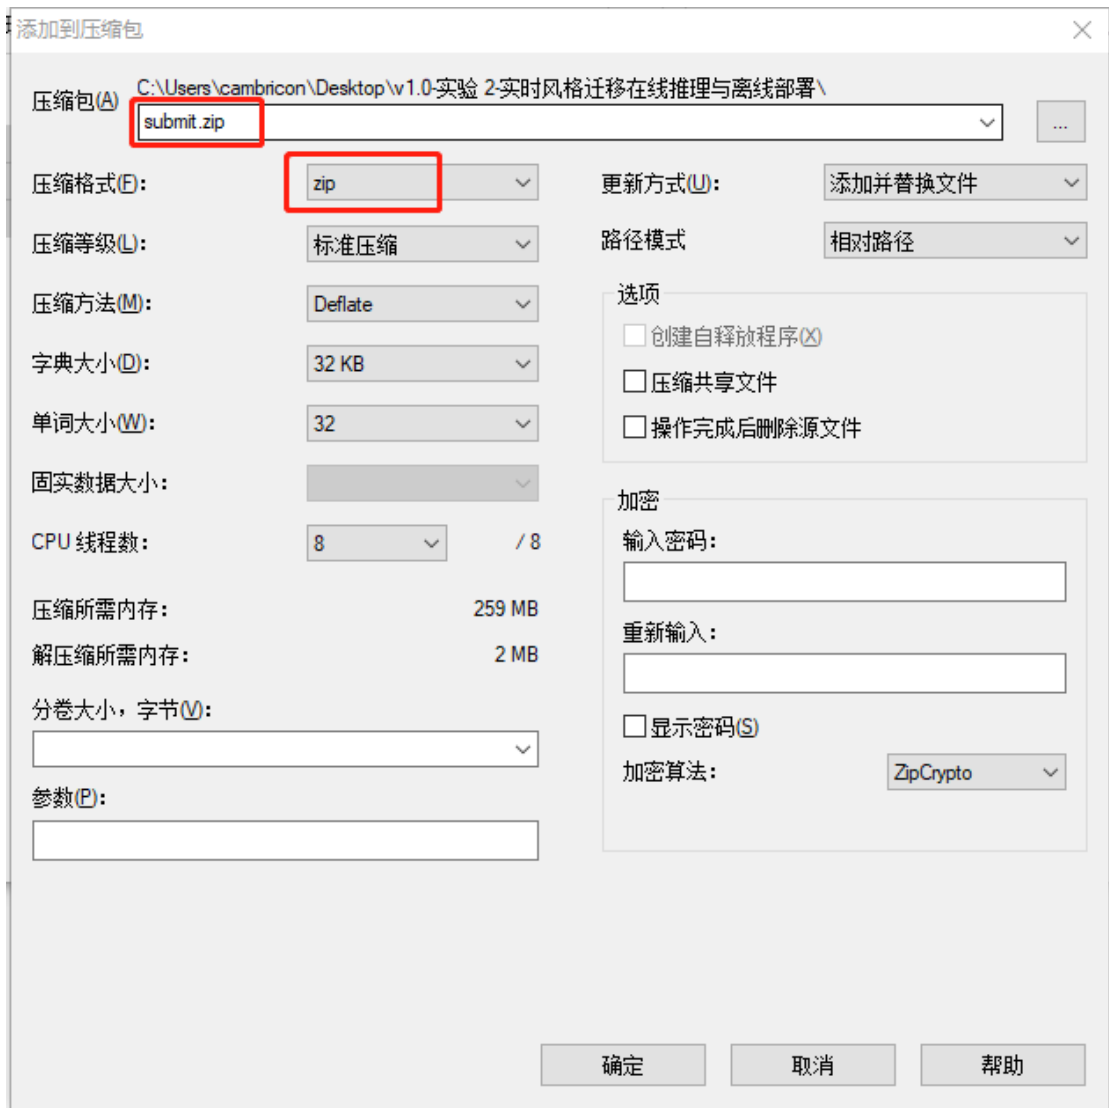 添加到压缩包
压缩包(A)
C:\Users\cambricon\Desktop\v1.0-实验 2-实时风格迁移在线推理与离线部署\
submit.zip
...
压缩格式(F):
zip
更新方式(U):
添加并替换文件
压缩等级(L):
标准压缩
路径模式
相对路径
压缩方法(M):
Deflate
选项
创建自释放程序(X)
字典大小(D):
32 KB
压缩共享文件
单词大小(W):
32
操作完成后删除源文件
固实数据大小:
加密
CPU 线程数:
8
/ 8
输入密码:
压缩所需内存:
259 MB
重新输入:
解压缩所需内存:
2 MB
分卷大小，字节(V):
显示密码(S)
加密算法:
ZipCrypto
参数(P):
确定
取消
帮助